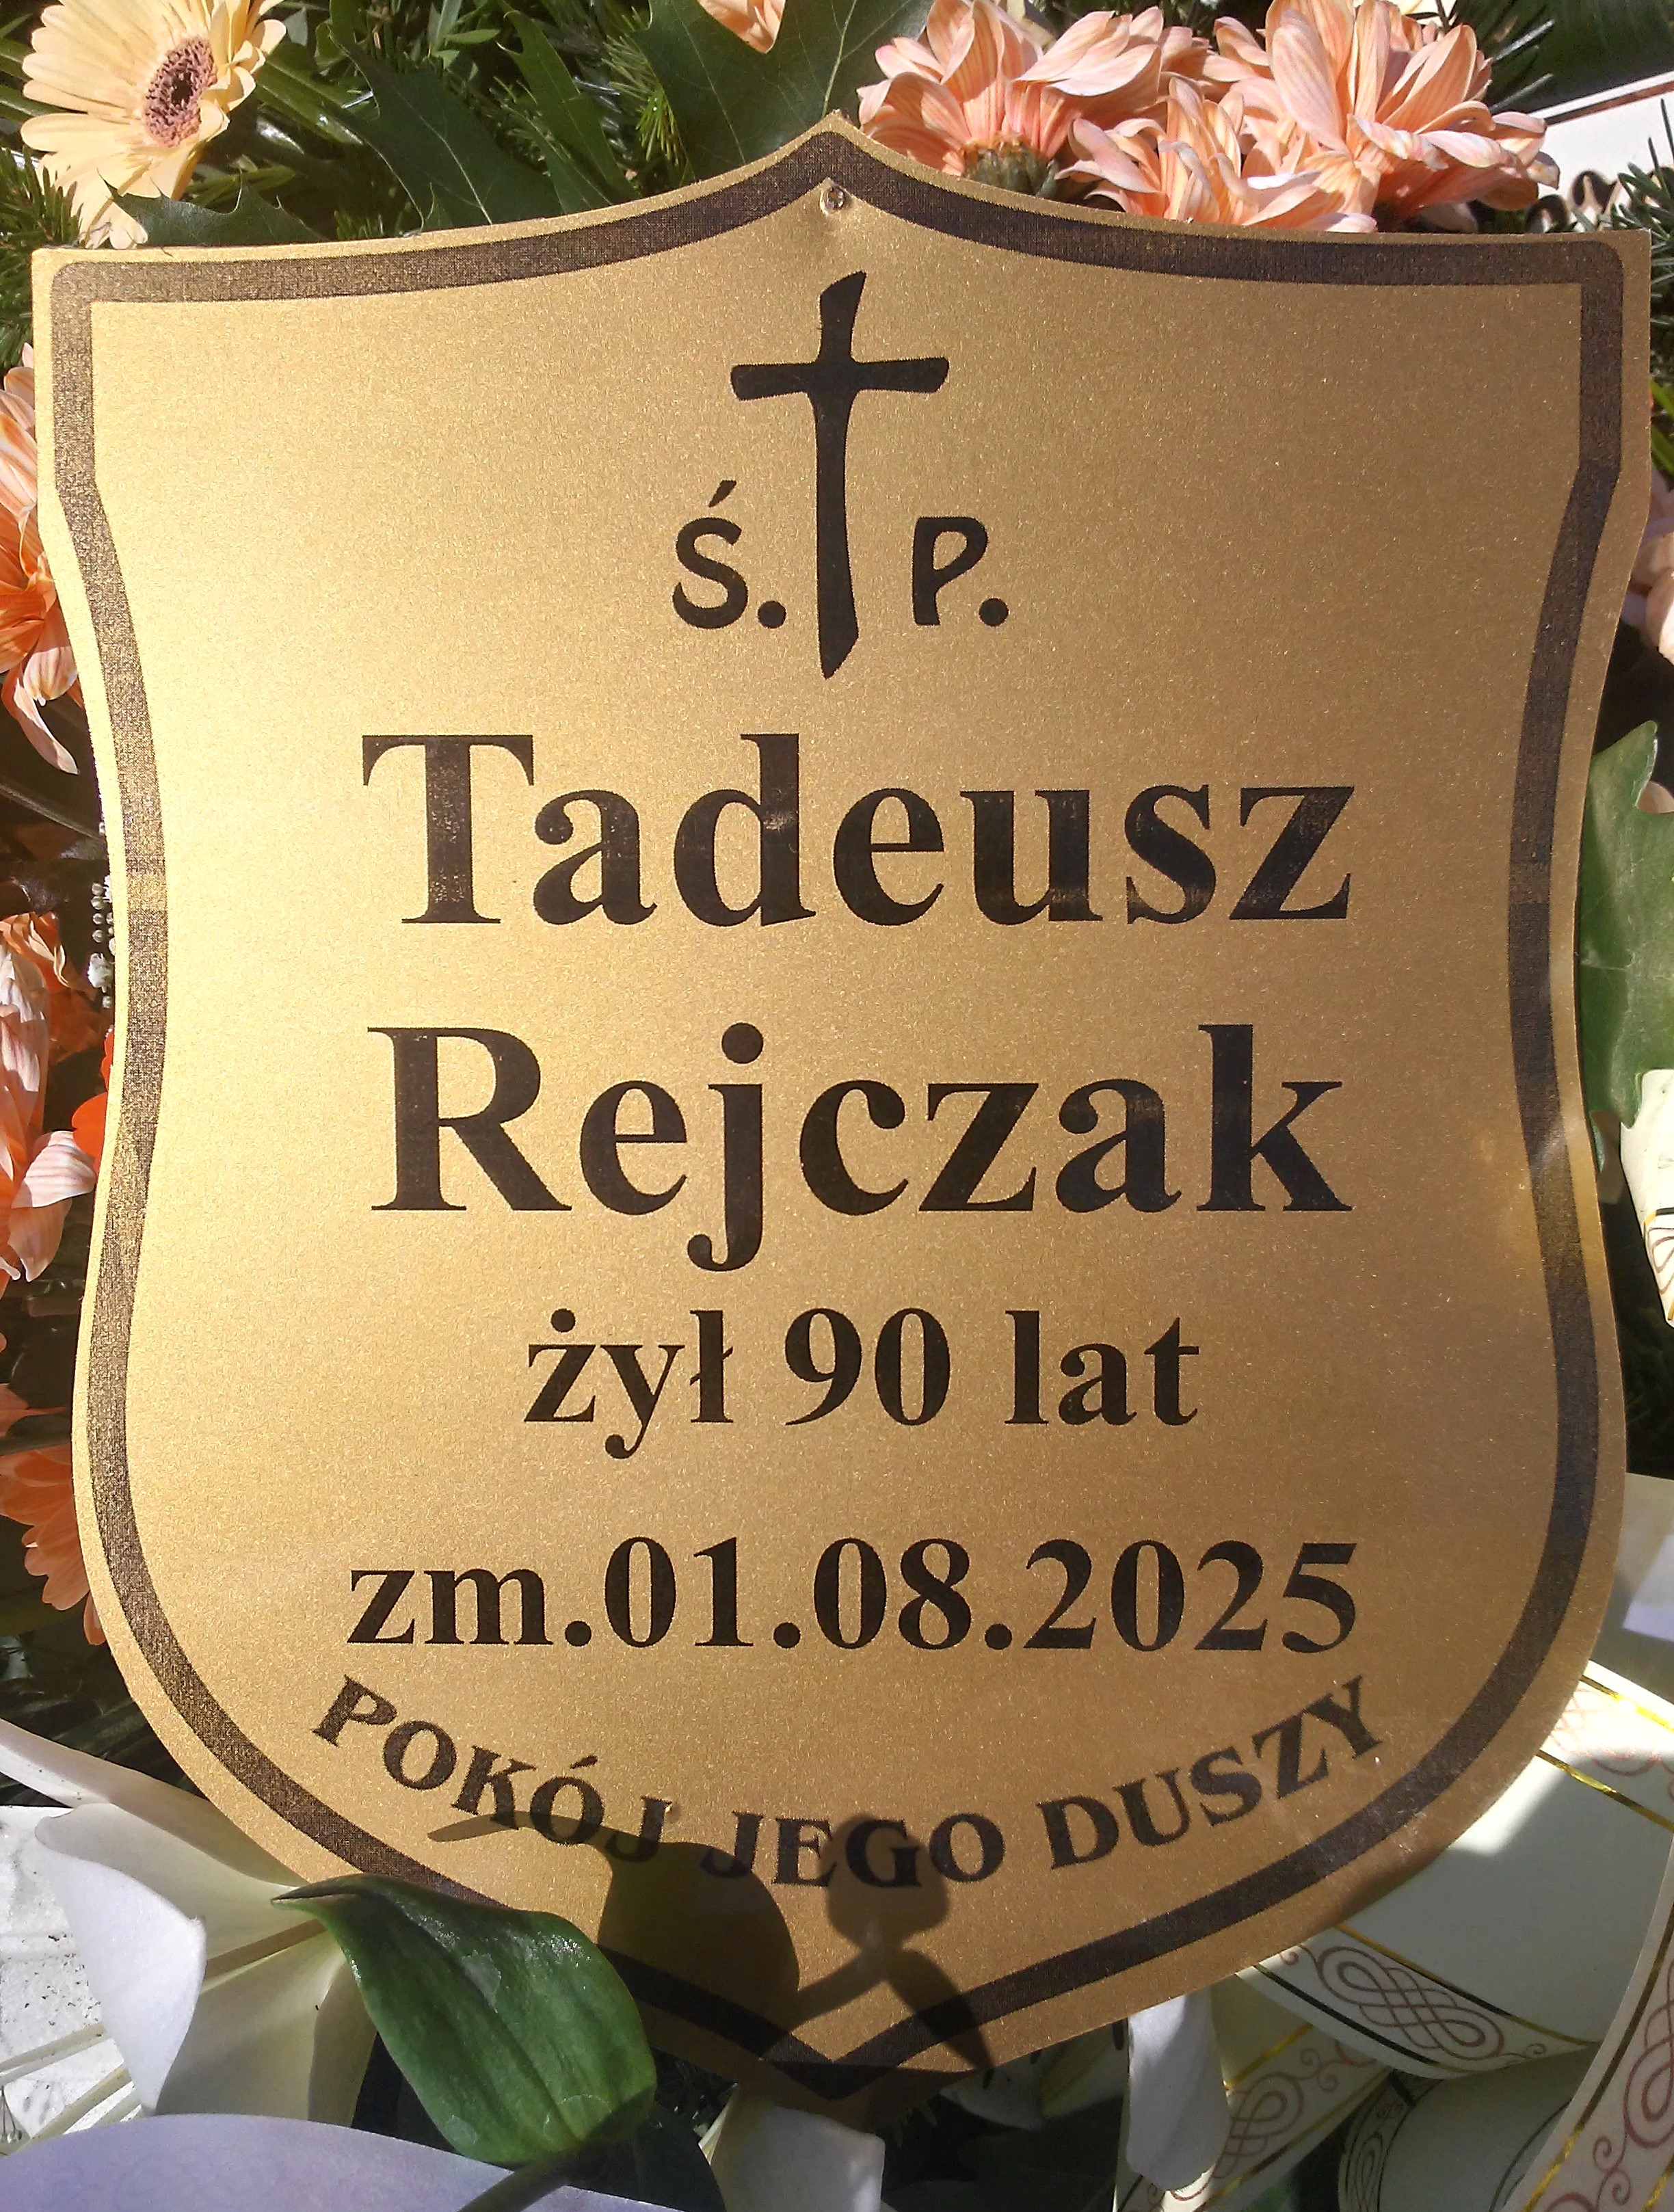 Ś. P.
Tadeusz
Rejczak
żył 90 lat
zm.01.08.2025
POKÓJ JEGO DUSZY